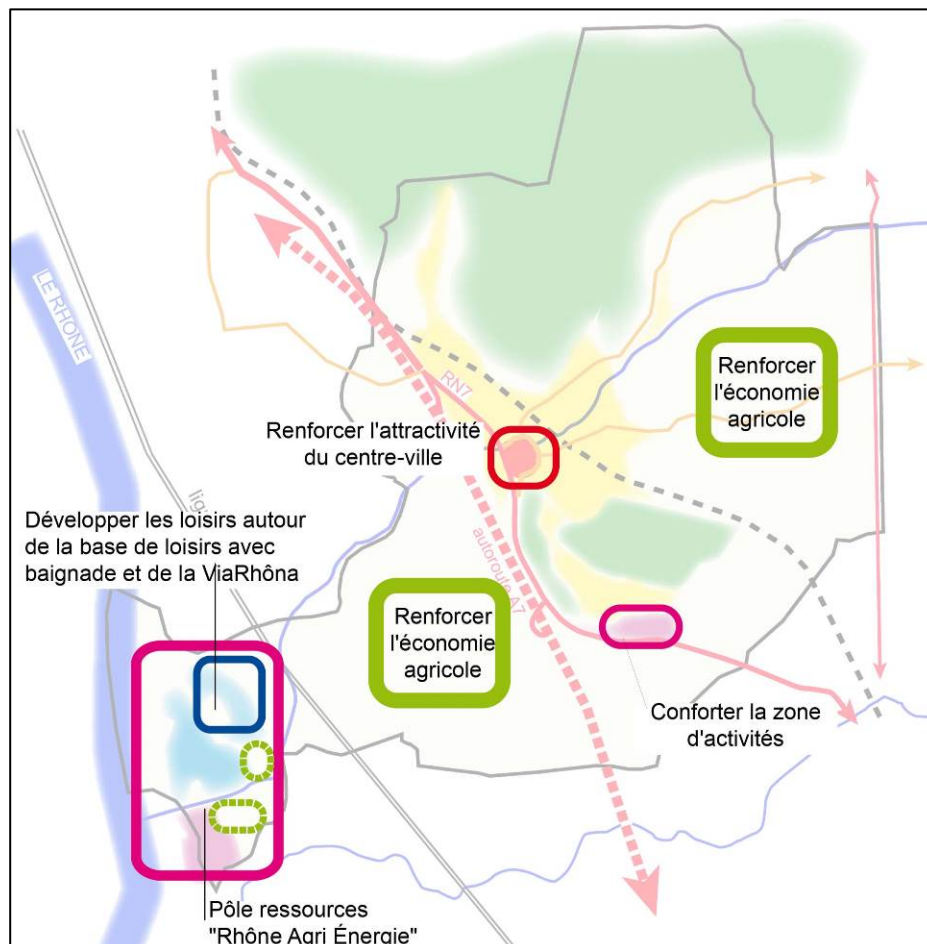 LE RHONE
RN7
Renforcer
l'économie
agricole
Renforcer l'attractivité
du centre-ville
lig
Développer les loisirs autour
de la base de loisirs avec
baignade et de la ViaRhôna
autoroute A7
Renforcer
l'économie
agricole
Conforter la zone
d'activités
Pôle ressources
"Rhône Agri Énergie"